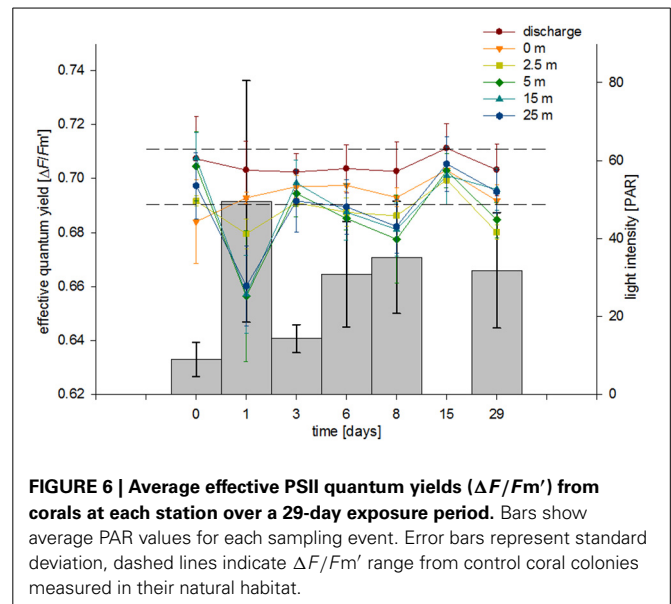 discharge
0 m
2.5 m
5 m
15 m
25 m
effective quantum yield [ΔF/Fm']
0.74
0.72
0.70
0.68
0.66
0.64
0.62
light intensity [PAR]
80
60
40
20
0
0 1 3 6 8 15 29
time [days]
FIGURE 6 | Average effective PSII quantum yields (ΔF/Fm′) from
corals at each station over a 29-day exposure period. Bars show
average PAR values for each sampling event. Error bars represent standard
deviation, dashed lines indicate ΔF/Fm′ range from control coral colonies
measured in their natural habitat.